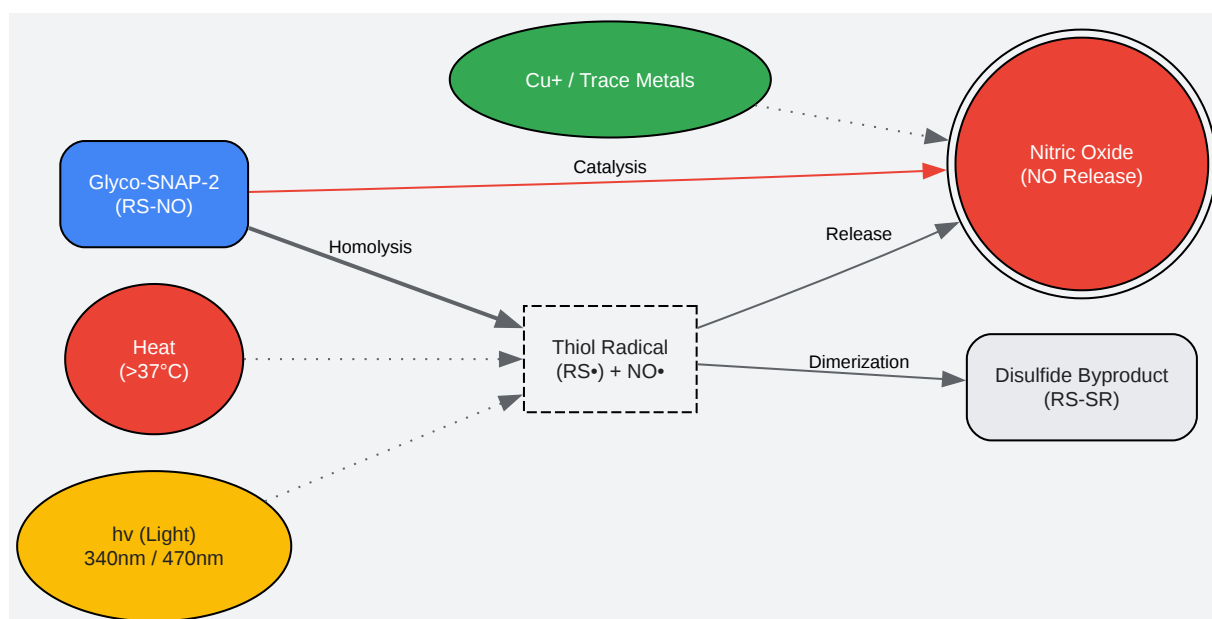 Cu+ / Trace Metals
Nitric Oxide
(NO Release)
Catalysis
Glyco-SNAP-2
(RS-NO)
Release
Homolysis
Heat
(>37°C)
Thiol Radical
(RS•) + NO•
Dimerization
Disulfide Byproduct
(RS-SR)
hv (Light)
340nm / 470nm